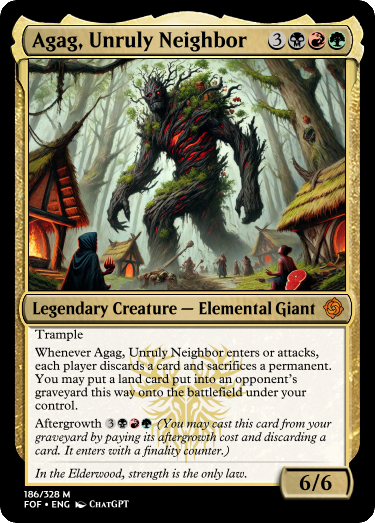 Agag, Unruly Neighbor 3
Legendary Creature — Elemental Giant
Trample
Whenever Agag, Unruly Neighbor enters or attacks,
each player discards a card and sacrifices a permanent.
You may put a land card put into an opponent's
graveyard this way onto the battlefield under your
control.
Aftergrowth 3 (You may cast this card from your
graveyard by paying its aftergrowth cost and discarding a
card. It enters with a finality counter.)
In the Elderwood, strength is the only law.
6/6
186/328 M
FOF • ENG ChatGPT